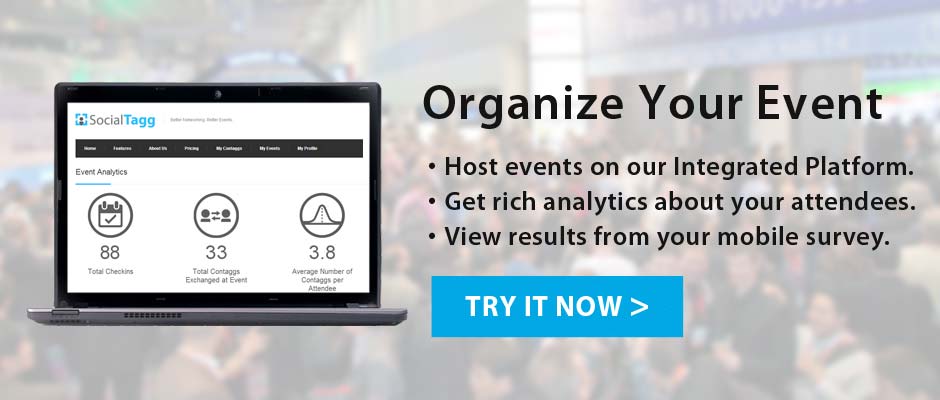 SocialTagg
Better Networking. Better Events.
Home Features About Us Pricing My Contaggs My Events My Profile
Event Analytics
88
Total Checkins
33
Total Contaggs
Exchanged at Event
3.8
Average Number of
Contaggs per
Attendee
Organize Your Event
• Host events on our Integrated Platform.
• Get rich analytics about your attendees.
• View results from your mobile survey.
TRY IT NOW >